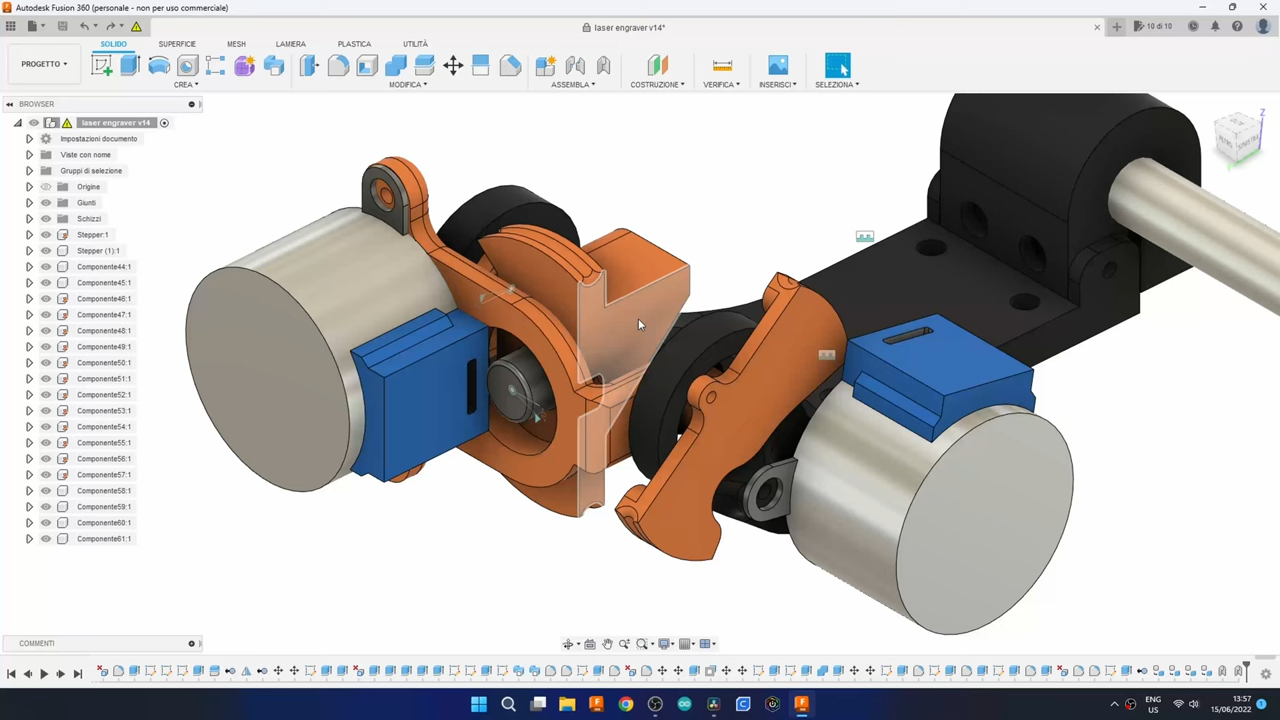 Autodesk Fusion 360 (personale - non per uso commerciale)
laser engraver v14*
10 di 10
SOLIDO
SUPERFICIE
MESH
LAMIERA
PLASTICA
UTILITÀ
PROGETTO
CREA
MODIFICA
ASSEMBLA
COSTRUZIONE
VERIFICA
INSERISCI
SELEZIONA
BROWSER
laser engraver v14
Impostazioni documento
Viste con nome
Gruppi di selezione
Origine
Giunti
Schizzi
Stepper:1
Stepper (1):1
Componente44:1
Componente45:1
Componente46:1
Componente47:1
Componente48:1
Componente49:1
Componente50:1
Componente51:1
Componente52:1
Componente53:1
Componente54:1
Componente55:1
Componente56:1
Componente57:1
Componente58:1
Componente59:1
Componente60:1
Componente61:1
Z
RETRO
SINISTRA
COMMENTI
ENG
US
13:57
15/06/2022